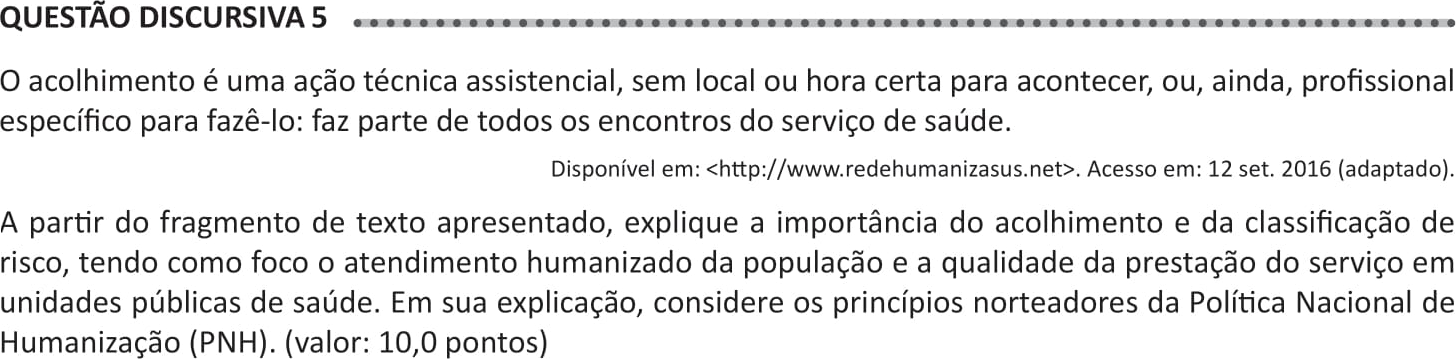 QUESTÃO DISCURSIVA 5
O acolhimento é uma ação técnica assistencial, sem local ou hora certa para acontecer, ou, ainda, profissional
específico para fazê-lo: faz parte de todos os encontros do serviço de saúde.
Disponível em: <http://www.redehumanizasus.net>. Acesso em: 12 set. 2016 (adaptado).
A partir do fragmento de texto apresentado, explique a importância do acolhimento e da classificação de
risco, tendo como foco o atendimento humanizado da população e a qualidade da prestação do serviço em
unidades públicas de saúde. Em sua explicação, considere os princípios norteadores da Política Nacional de
Humanização (PNH). (valor: 10,0 pontos)